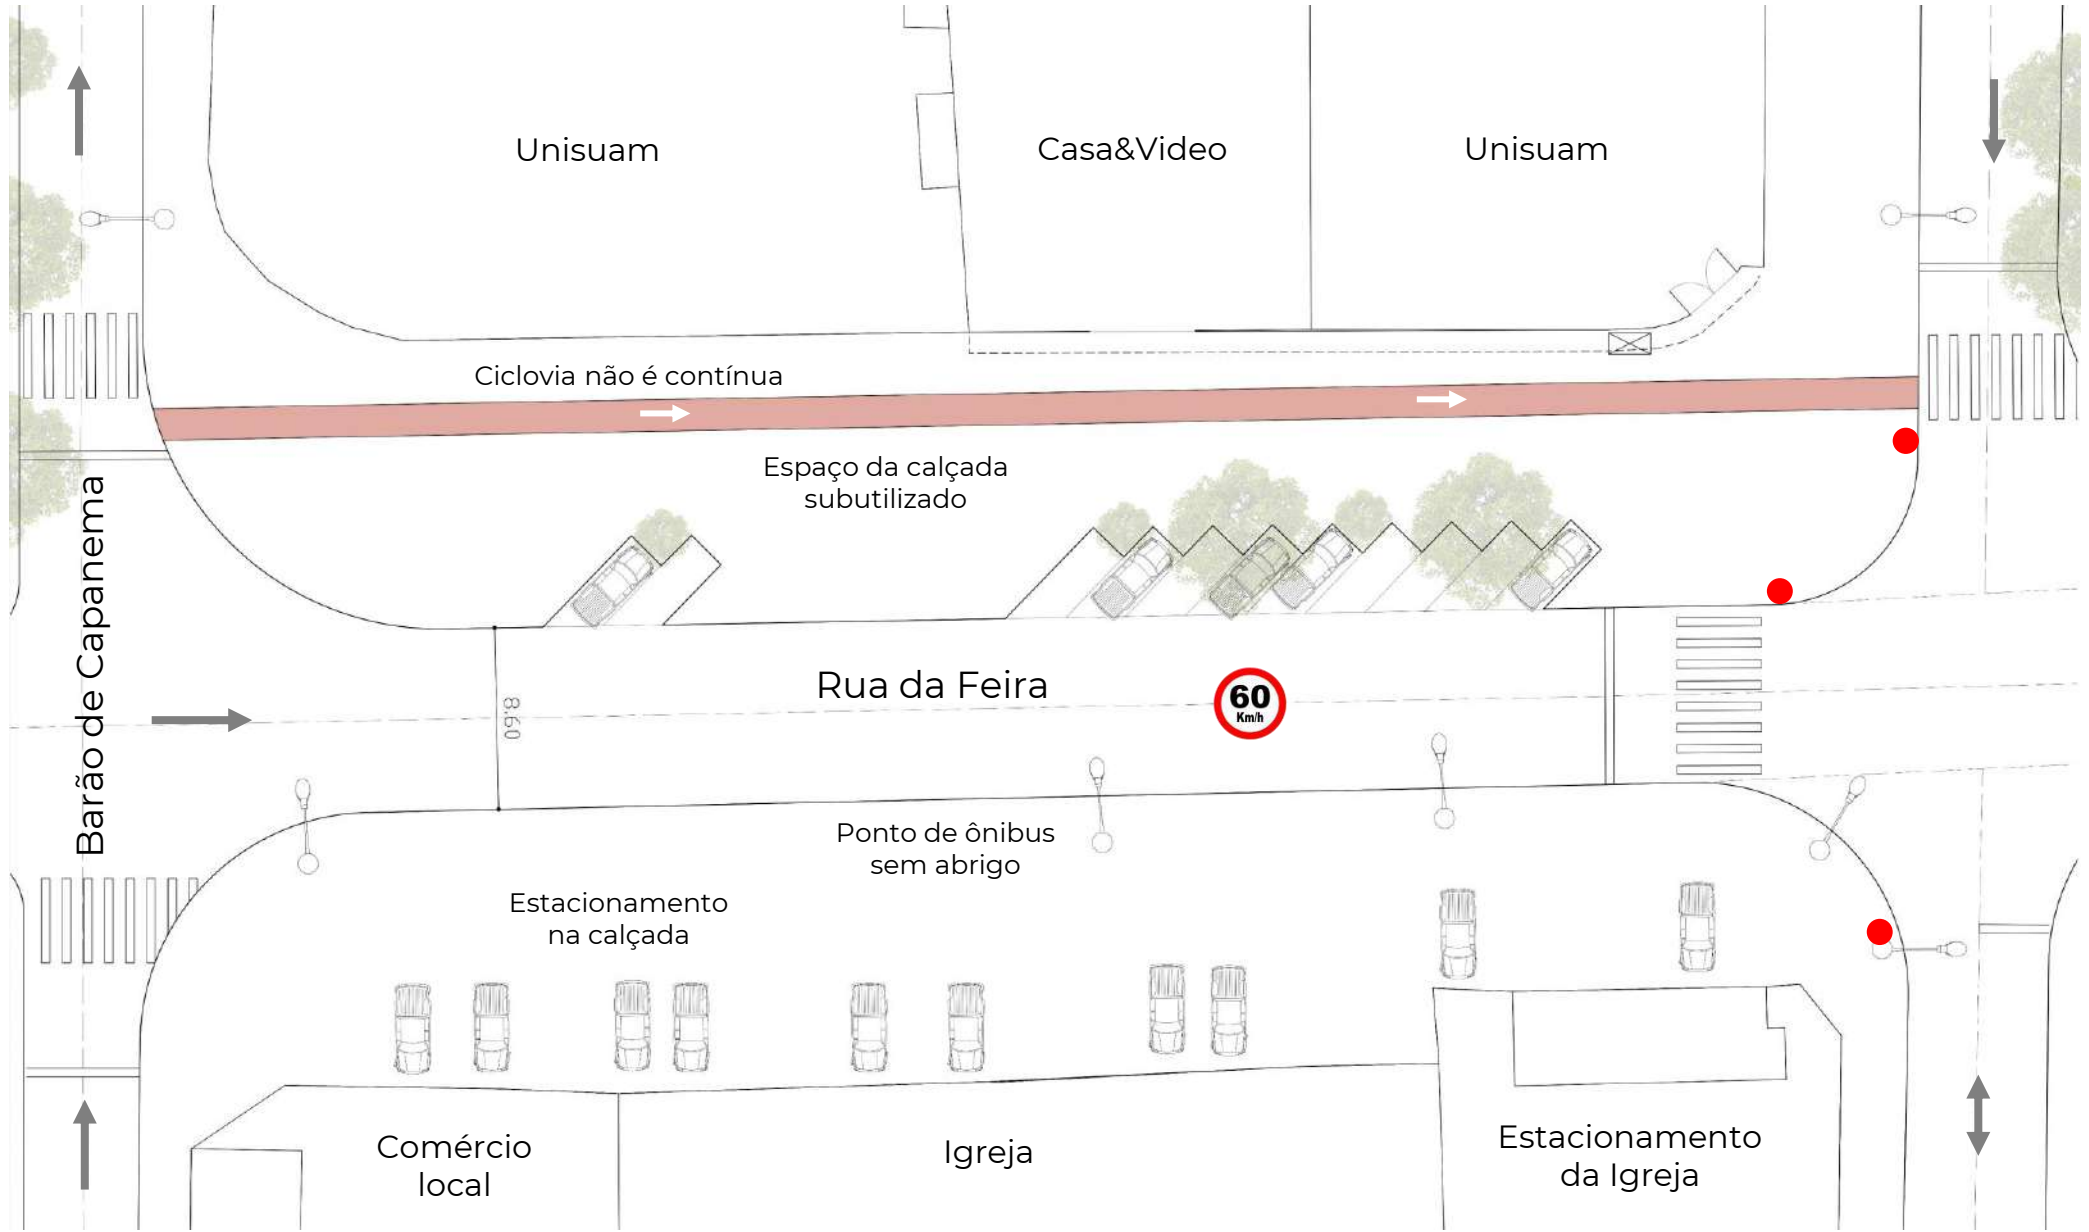 Unisuam
Casa&Video
Unisuam
Ciclovia não é contínua
Espaço da calçada
subutilizado
Barão de Capanema
Rua da Feira
60
Km/h
8.60
Ponto de ônibus
sem abrigo
Estacionamento
na calçada
Comércio
local
Igreja
Estacionamento
da Igreja